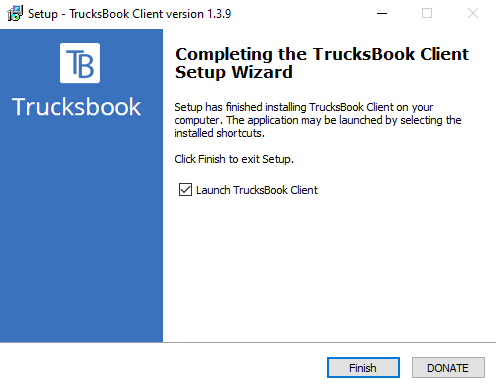 Setup - TrucksBook Client version 1.3.9
TB
Trucksbook
Completing the TrucksBook Client
Setup Wizard
Setup has finished installing TrucksBook Client on your
computer. The application may be launched by selecting the
installed shortcuts.
Click Finish to exit Setup.
Launch TrucksBook Client
Finish
DONATE